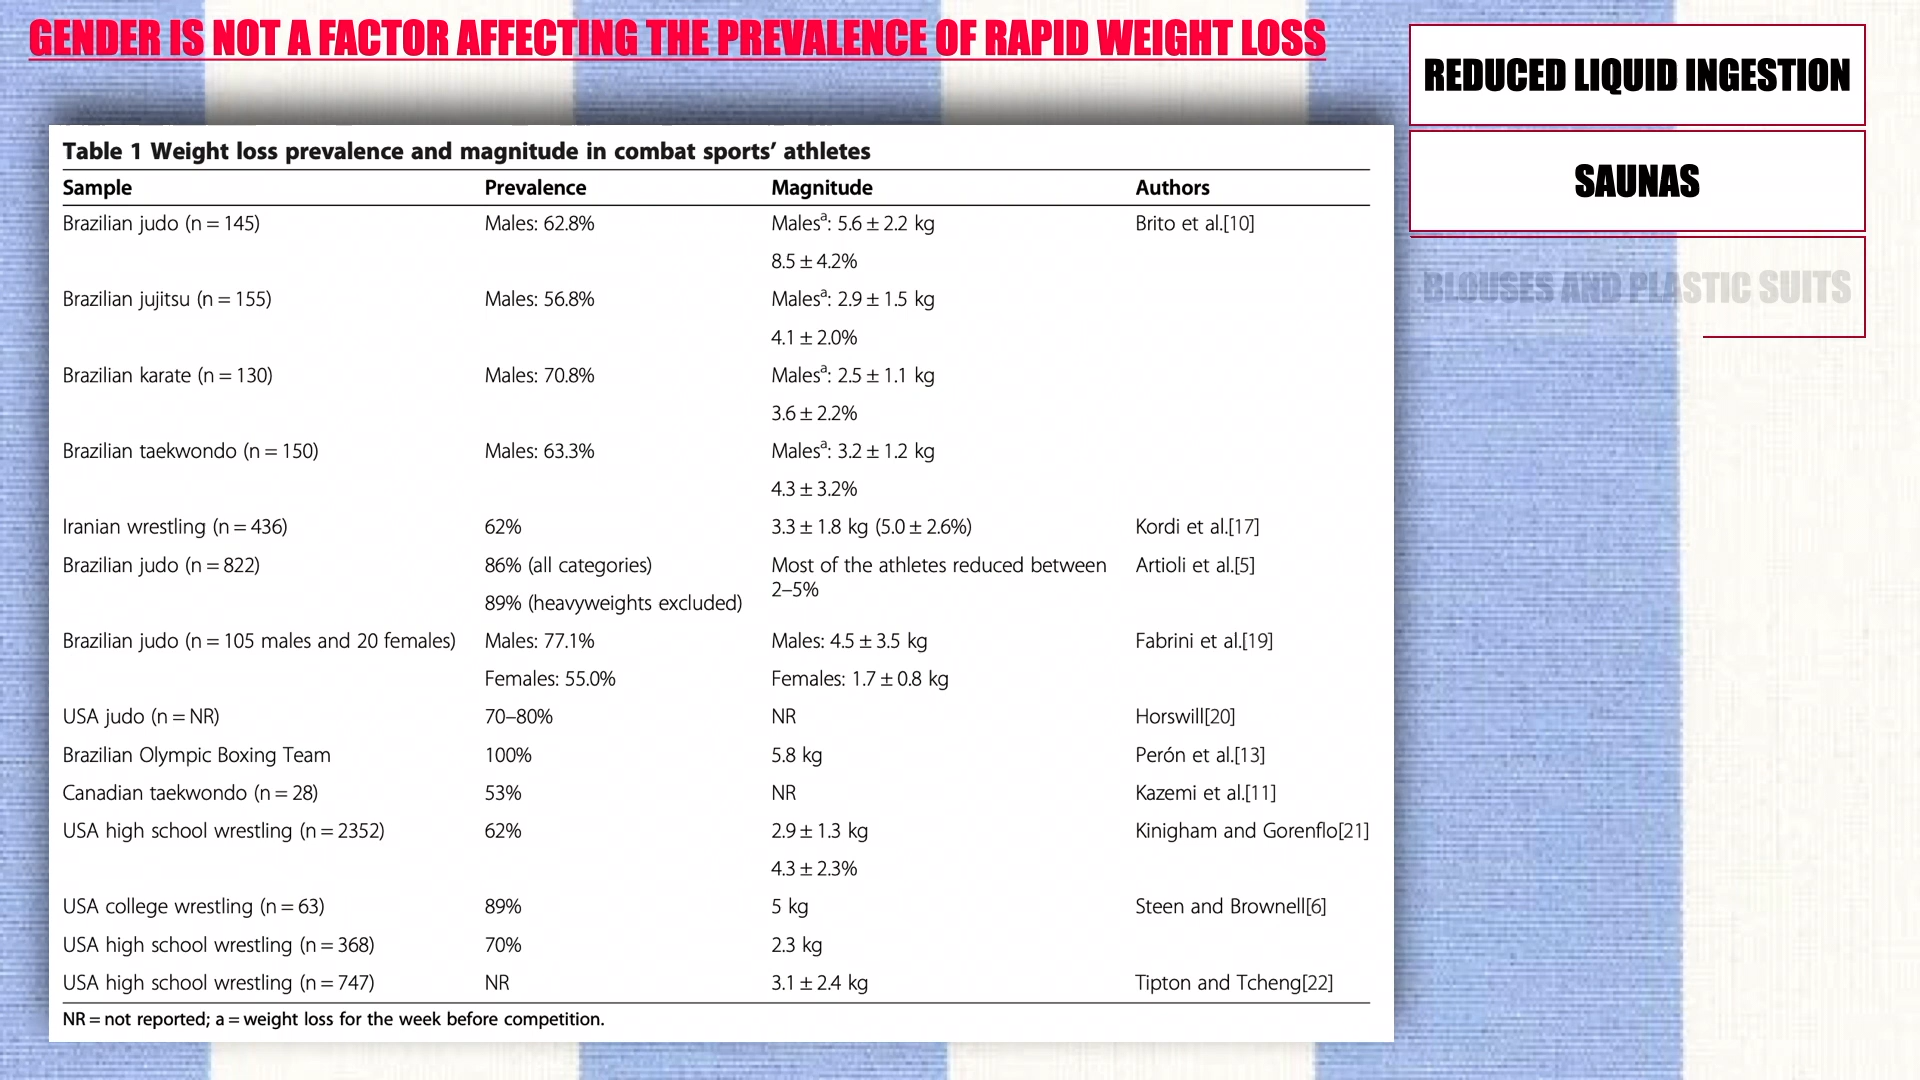 GENDER IS NOT A FACTOR AFFECTING THE PREVALENCE OF RAPID WEIGHT LOSS
REDUCED LIQUID INGESTION
SAUNAS
BLOUSES AND PLASTIC SUITS
Table 1 Weight loss prevalence and magnitude in combat sports' athletes
Sample Prevalence Magnitude Authors
Brazilian judo (n = 145) Males: 62.8% Malesᵃ: 5.6 ± 2.2 kg Brito et al.[10]
8.5 ± 4.2%
Brazilian jujitsu (n = 155) Males: 56.8% Malesᵃ: 2.9 ± 1.5 kg
4.1 ± 2.0%
Brazilian karate (n = 130) Males: 70.8% Malesᵃ: 2.5 ± 1.1 kg
3.6 ± 2.2%
Brazilian taekwondo (n = 150) Males: 63.3% Malesᵃ: 3.2 ± 1.2 kg
4.3 ± 3.2%
Iranian wrestling (n = 436) 62% 3.3 ± 1.8 kg (5.0 ± 2.6%) Kordi et al.[17]
Brazilian judo (n = 822) 86% (all categories) Most of the athletes reduced between Artioli et al.[5]
2–5%
89% (heavyweights excluded)
Brazilian judo (n = 105 males and 20 females) Males: 77.1% Males: 4.5 ± 3.5 kg Fabrini et al.[19]
Females: 55.0% Females: 1.7 ± 0.8 kg
USA judo (n = NR) 70–80% NR Horswill[20]
Brazilian Olympic Boxing Team 100% 5.8 kg Perón et al.[13]
Canadian taekwondo (n = 28) 53% NR Kazemi et al.[11]
USA high school wrestling (n = 2352) 62% 2.9 ± 1.3 kg Kinigham and Gorenflo[21]
4.3 ± 2.3%
USA college wrestling (n = 63) 89% 5 kg Steen and Brownell[6]
USA high school wrestling (n = 368) 70% 2.3 kg
USA high school wrestling (n = 747) NR 3.1 ± 2.4 kg Tipton and Tcheng[22]
NR = not reported; a = weight loss for the week before competition.